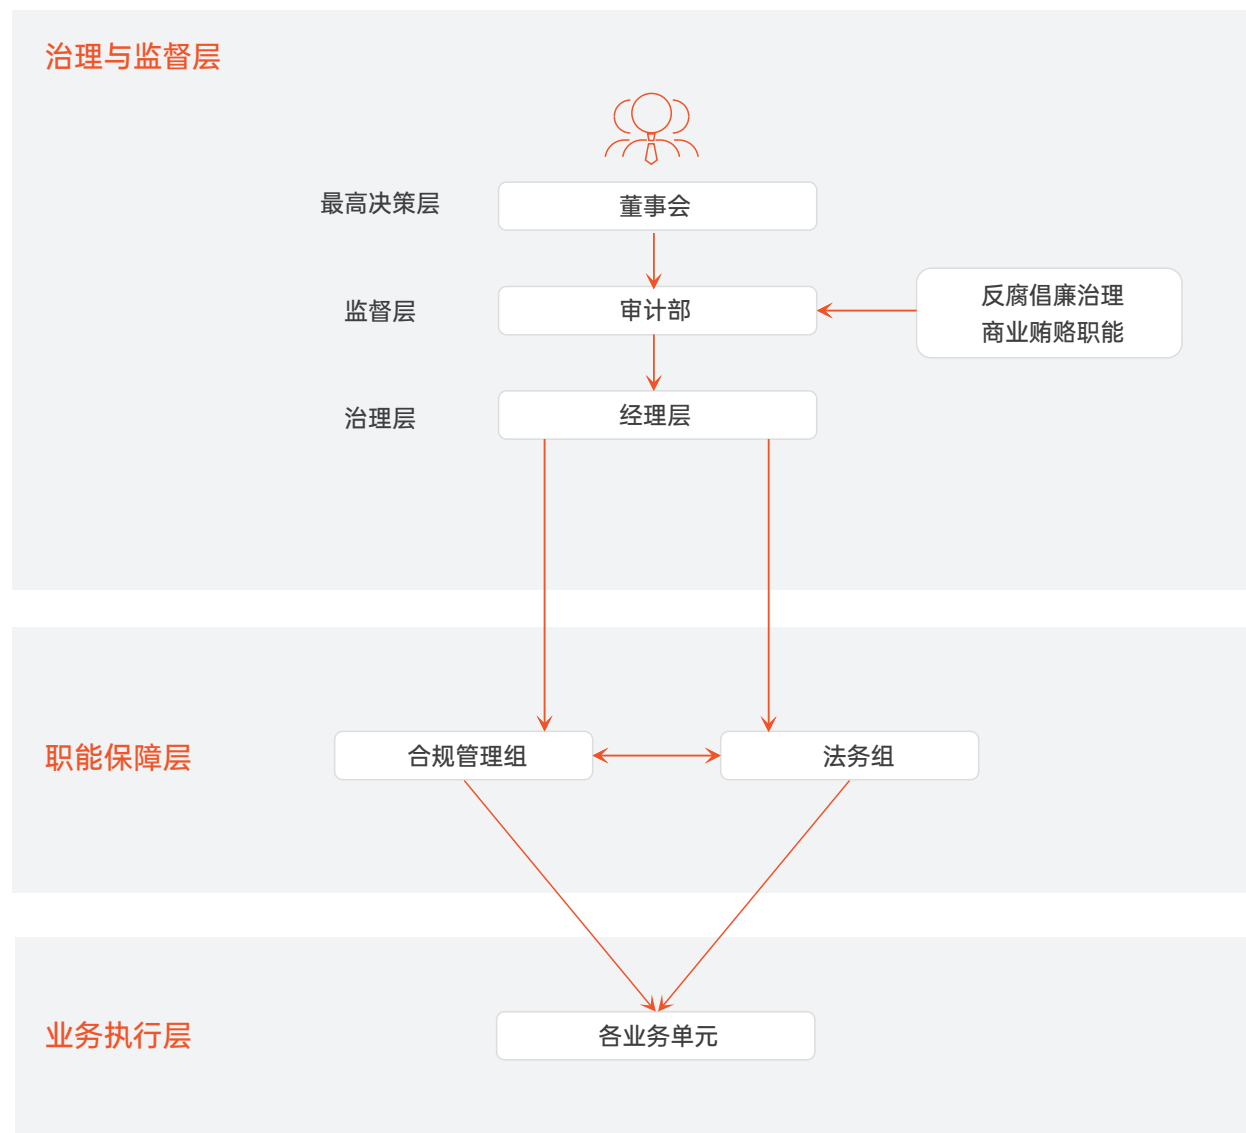 治理与监督层
最高决策层
董事会
监督层
审计部
反腐倡廉治理
商业贿赂职能
治理层
经理层
职能保障层
合规管理组
法务组
业务执行层
各业务单元